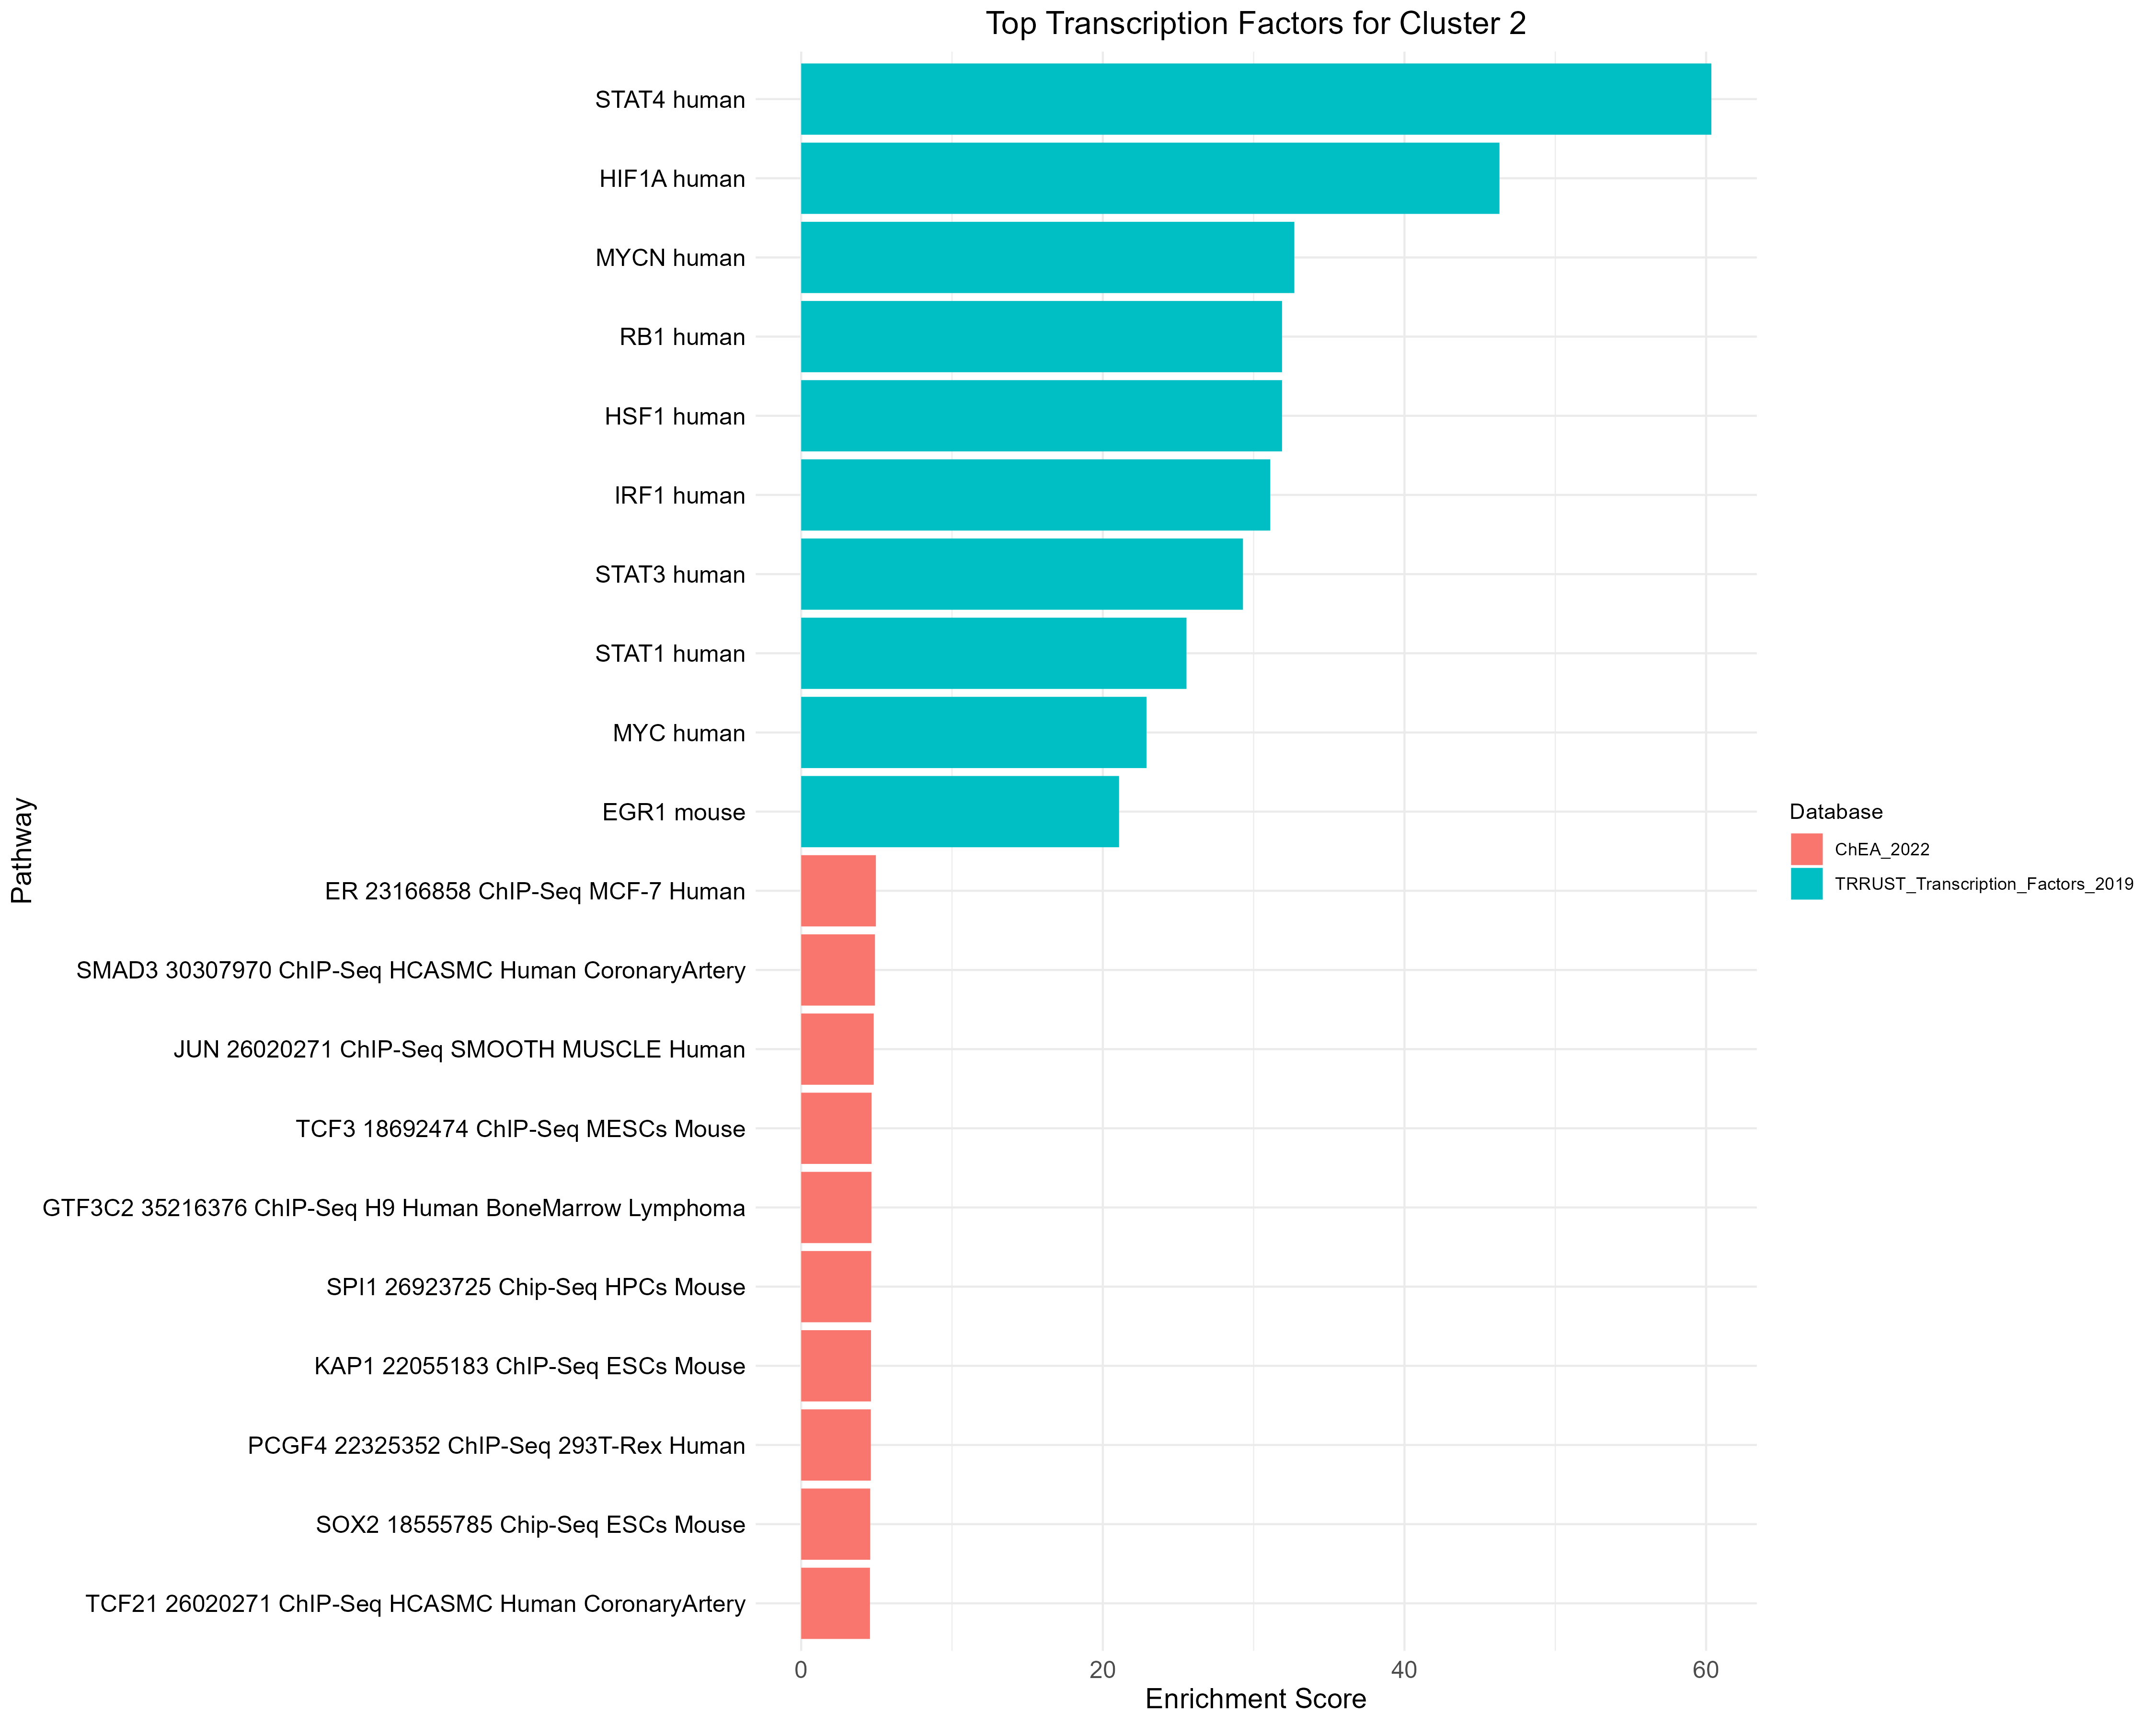 Top Transcription Factors for Cluster 2
STAT4 human
HIF1A human
MYCN human
RB1 human
HSF1 human
IRF1 human
STAT3 human
STAT1 human
MYC human
EGR1 mouse
ER 23166858 ChIP-Seq MCF-7 Human
SMAD3 30307970 ChIP-Seq HCASMC Human CoronaryArtery
JUN 26020271 ChIP-Seq SMOOTH MUSCLE Human
TCF3 18692474 ChIP-Seq MESCs Mouse
GTF3C2 35216376 ChIP-Seq H9 Human BoneMarrow Lymphoma
SPI1 26923725 Chip-Seq HPCs Mouse
KAP1 22055183 ChIP-Seq ESCs Mouse
PCGF4 22325352 ChIP-Seq 293T-Rex Human
SOX2 18555785 Chip-Seq ESCs Mouse
TCF21 26020271 ChIP-Seq HCASMC Human CoronaryArtery
Pathway
0 20 40 60
Enrichment Score
Database
ChEA_2022
TRRUST_Transcription_Factors_2019